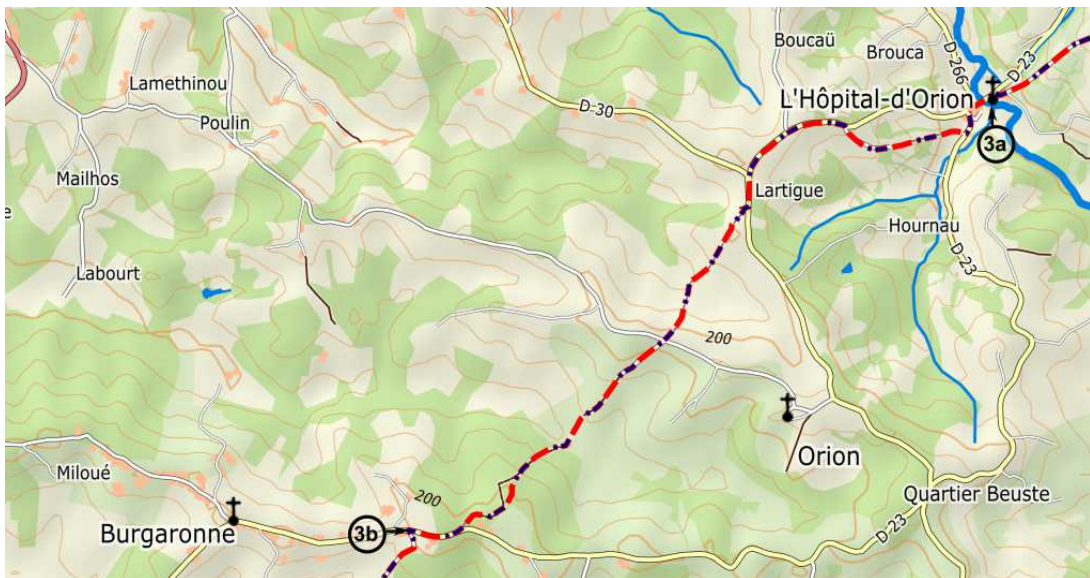 Boucaü
Brouca
D-266
D-23
Lamethinou
L'Hôpital-d'Orion
D-30
Poulin
3a
Mailhos
Lartigue
e
Hournau
Labourt
D-23
200
Orion
Miloué
200
Quartier Beuste
Burgaronne
3b
D-23